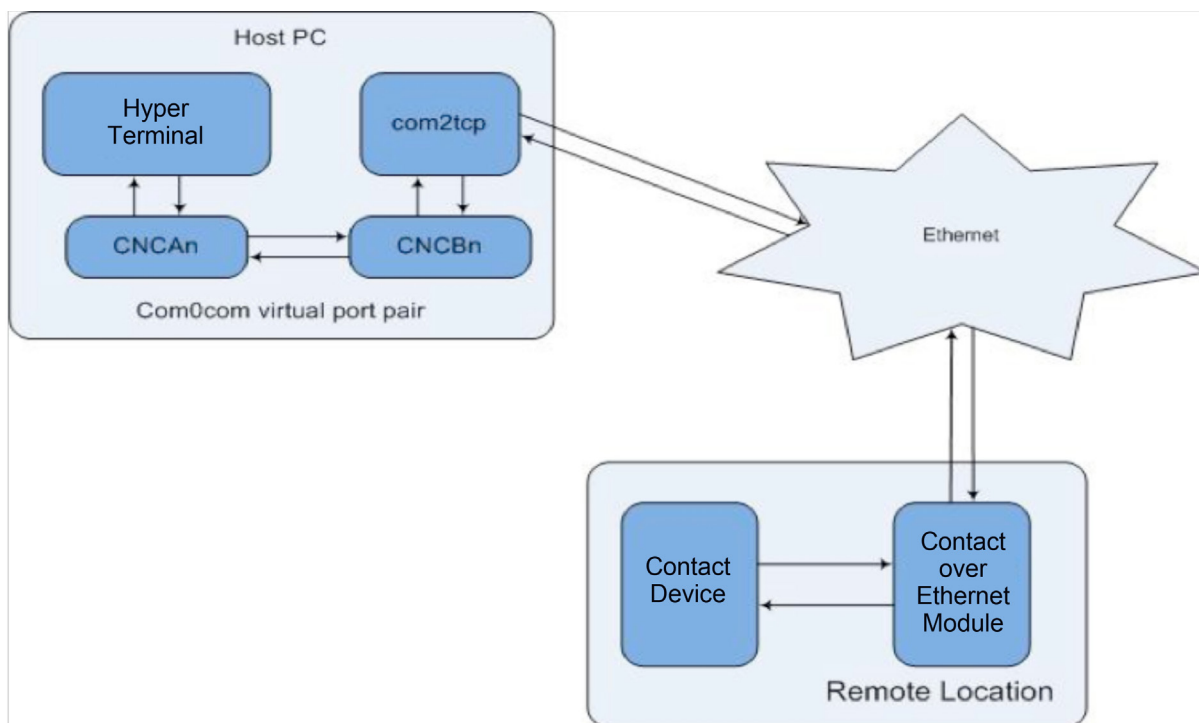 Host PC
Hyper
Terminal
com2tcp
CNCAn
CNCBn
Com0com virtual port pair
Ethernet
Contact
Device
Contact
over
Ethernet
Module
Remote Location